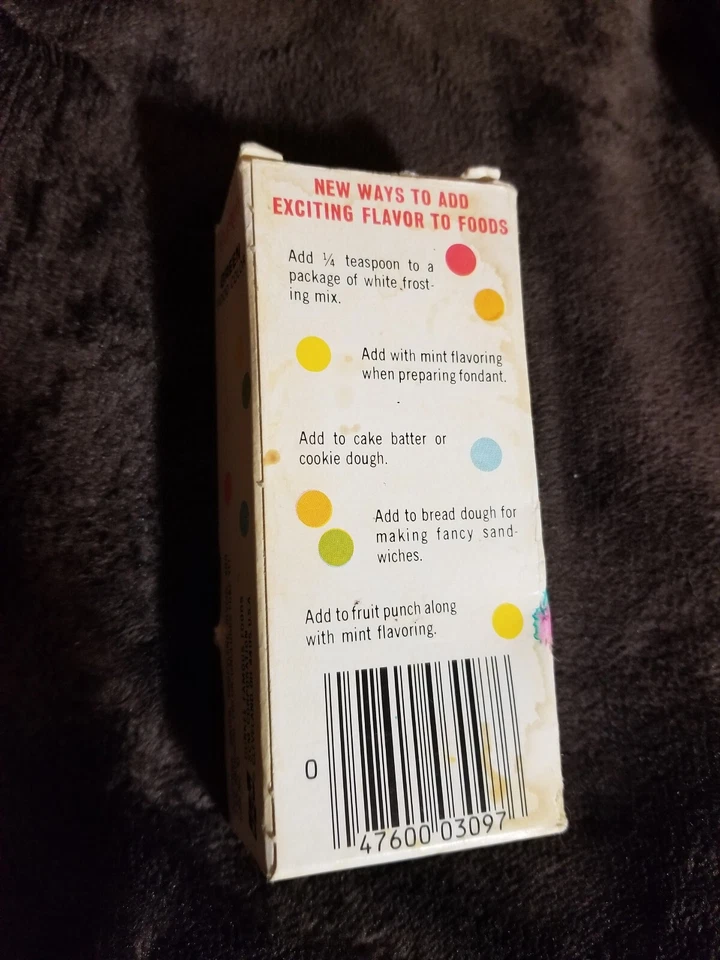 NEW WAYS TO ADD
EXCITING FLAVOR TO FOODS
Add ¼ teaspoon to a
package of white frost-
ing mix.
Add with mint flavoring
when preparing fondant.
Add to cake batter or
cookie dough.
Add to bread dough for
making fancy sand-
wiches.
Add to fruit punch along
with mint flavoring.
0 47600 03097
GREEN